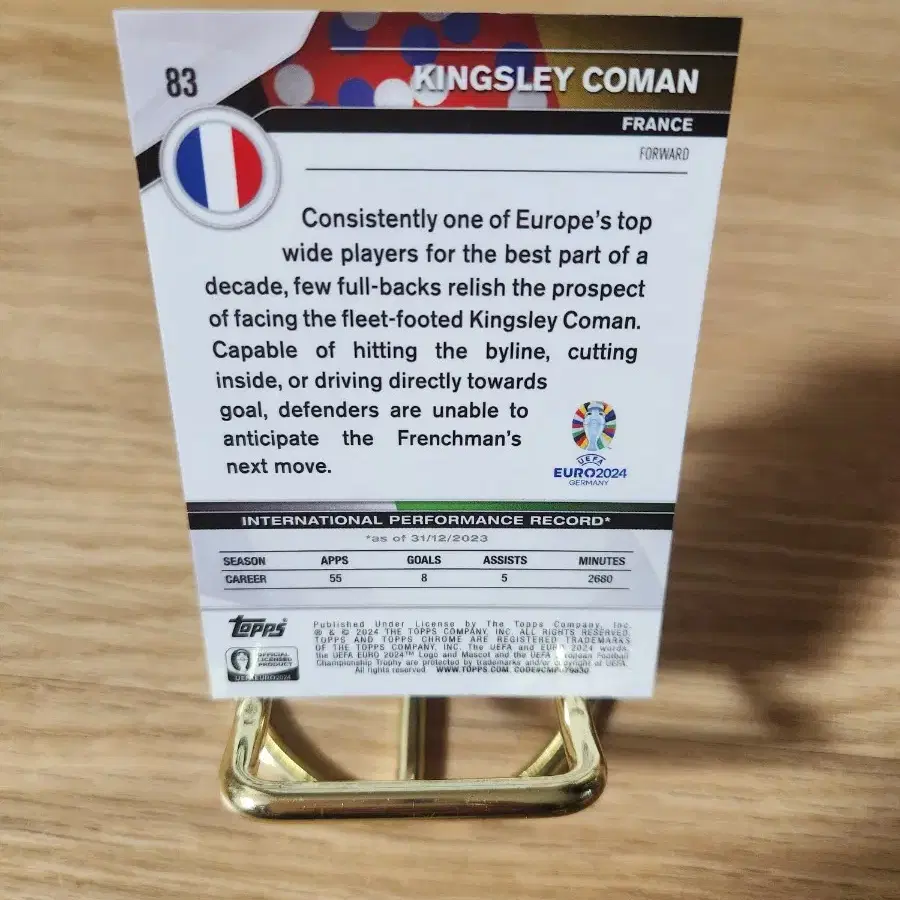 83
KINGSLEY COMAN
FRANCE
FORWARD
Consistently one of Europe's top
wide players for the best part of a
decade, few full-backs relish the prospect
of facing the fleet-footed Kingsley Coman.
Capable of hitting the byline, cutting
inside, or driving directly towards
goal, defenders are unable to
anticipate the Frenchman's
next move.
UEFA
EURO2024
GERMANY
INTERNATIONAL PERFORMANCE RECORD*
*as of 31/12/2023
SEASON APPS GOALS ASSISTS MINUTES
CAREER 55 8 5 2680
Topps
OFFICIAL
LICENSED
PRODUCT
UEFA EURO2024
Published Under License by The Topps Company, Inc.
® & © 2024 THE TOPPS COMPANY, INC. ALL RIGHTS RESERVED.
TOPPS AND TOPPS CHROME ARE REGISTERED TRADEMARKS
OF THE TOPPS COMPANY, INC. The UEFA and EURO 2024 words,
the UEFA EURO 2024™ Logo and Mascot and the UEFA European Football
Championship Trophy are protected by trademarks and/or copyright of UEFA.
All rights reserved. WWW.TOPPS.COM.